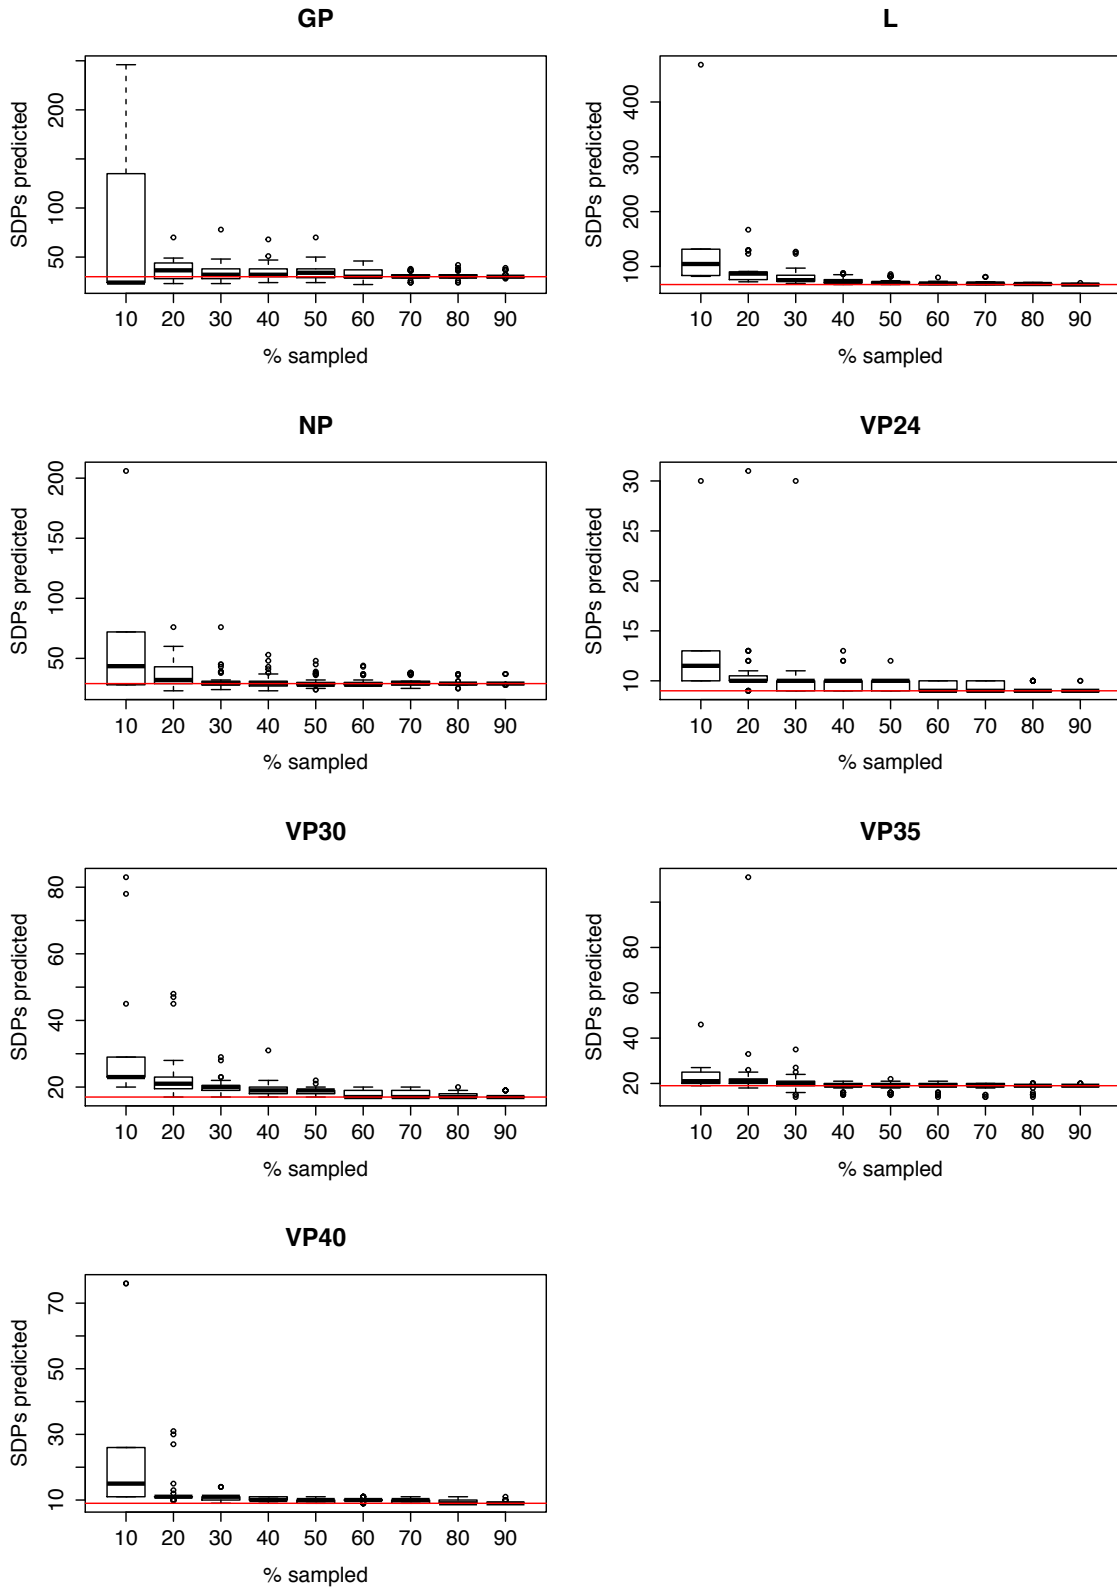 GP
SDPs predicted
50
100
200
10 20 30 40 50 60 70 80 90
% sampled
L
SDPs predicted
100
200
300
400
10 20 30 40 50 60 70 80 90
% sampled
NP
SDPs predicted
50
100
150
200
10 20 30 40 50 60 70 80 90
% sampled
VP24
SDPs predicted
10
15
20
25
30
10 20 30 40 50 60 70 80 90
% sampled
VP30
SDPs predicted
20
40
60
80
10 20 30 40 50 60 70 80 90
% sampled
VP35
SDPs predicted
20
40
60
80
10 20 30 40 50 60 70 80 90
% sampled
VP40
SDPs predicted
10
30
50
70
10 20 30 40 50 60 70 80 90
% sampled